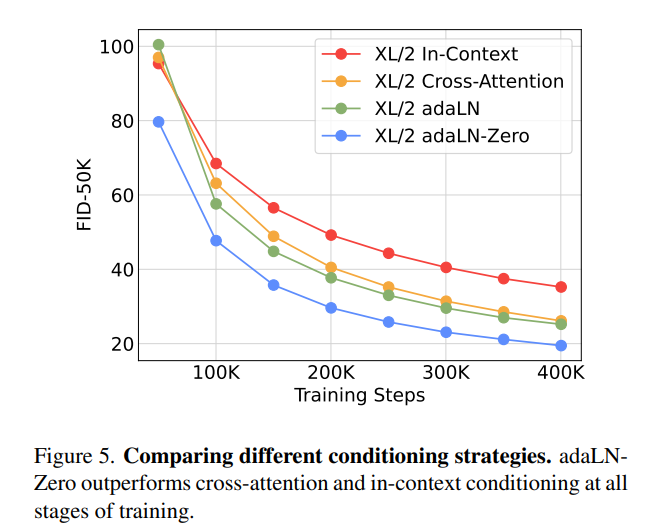 100
80
60
40
20
FID-50K
XL/2 In-Context
XL/2 Cross-Attention
XL/2 adaLN
XL/2 adaLN-Zero
100K 200K 300K 400K
Training Steps
Figure 5. Comparing different conditioning strategies. adaLN-
Zero outperforms cross-attention and in-context conditioning at all
stages of training.